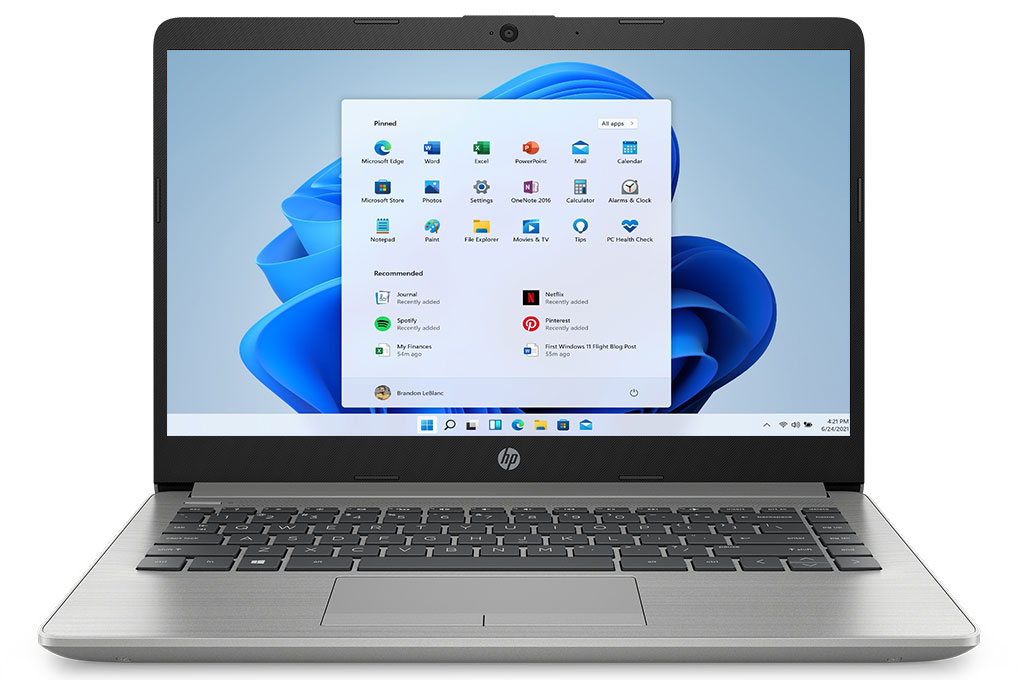 Pinned
All apps >
Microsoft Edge Word Excel PowerPoint Mail Calendar
Microsoft Store Photos Settings OneNote 2016 Calculator Alarms & Clock
Notepad Paint File Explorer Movies & TV Tips PC Health Check
Recommended
Journal
Recently added
Netflix
Recently added
Spotify
Recently added
Pinterest
Recently added
My Finances
54m ago
First Windows 11 Flight Blog Post
55m ago
Brandon LeBlanc
4:21 PM
6/24/2021
hp
Q W E R T Y U I O P
A S D F G H J K L
Z X C V B N M
alt
alt
ctrl